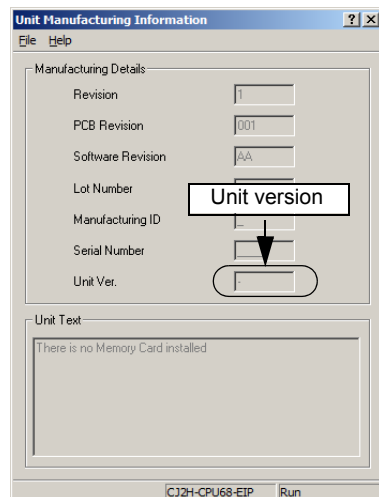 Unit Manufacturing Information
File Help
Manufacturing Details
Revision 1
PCB Revision 001
Software Revision AA
Lot Number
Unit version
Manufacturing ID _
Serial Number ____
Unit Ver. -
Unit Text
There is no Memory Card installed
CJ2H-CPU68-EIP Run